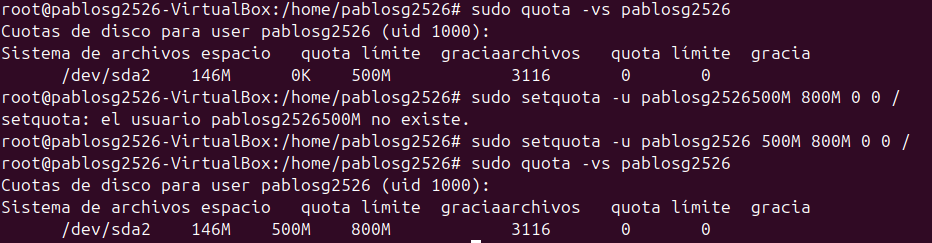 root@pablosg2526-VirtualBox:/home/pablosg2526# sudo quota -vs pablosg2526
Cuotas de disco para user pablosg2526 (uid 1000):
Sistema de archivos espacio   quota límite  graciaarchivos   quota límite  gracia
      /dev/sda2    146M      0K    500M            3116       0       0
root@pablosg2526-VirtualBox:/home/pablosg2526# sudo setquota -u pablosg2526500M 800M 0 0 /
setquota: el usuario pablosg2526500M no existe.
root@pablosg2526-VirtualBox:/home/pablosg2526# sudo setquota -u pablosg2526 500M 800M 0 0 /
root@pablosg2526-VirtualBox:/home/pablosg2526# sudo quota -vs pablosg2526
Cuotas de disco para user pablosg2526 (uid 1000):
Sistema de archivos espacio   quota límite  graciaarchivos   quota límite  gracia
      /dev/sda2    146M    500M    800M            3116       0       0